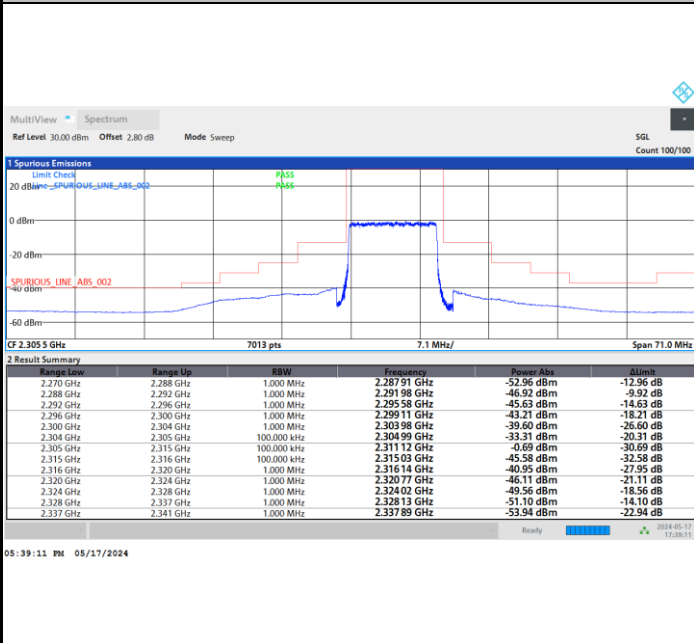 MultiView Spectrum
Ref Level 30.00 dBm Offset 2.80 dB Mode Sweep SGL
Count 100/100
1 Spurious Emissions
Limit Check PASS
Line _SPURIOUS_LINE_ABS_002 PASS
20 dBm
0 dBm
-20 dBm
SPURIOUS_LINE_ABS_002
-40 dBm
-60 dBm
CF 2.305 5 GHz 7013 pts 7.1 MHz/ Span 71.0 MHz
2 Result Summary
Range Low Range Up RBW Frequency Power Abs ΔLimit
2.270 GHz 2.288 GHz 1.000 MHz 2.287 91 GHz -52.96 dBm -12.96 dB
2.288 GHz 2.292 GHz 1.000 MHz 2.291 98 GHz -46.92 dBm -9.92 dB
2.292 GHz 2.296 GHz 1.000 MHz 2.295 58 GHz -45.63 dBm -14.63 dB
2.296 GHz 2.300 GHz 1.000 MHz 2.299 11 GHz -43.21 dBm -18.21 dB
2.300 GHz 2.304 GHz 1.000 MHz 2.303 98 GHz -39.60 dBm -26.60 dB
2.304 GHz 2.305 GHz 100.000 kHz 2.304 99 GHz -33.31 dBm -20.31 dB
2.305 GHz 2.315 GHz 100.000 kHz 2.311 12 GHz -0.69 dBm -30.69 dB
2.315 GHz 2.316 GHz 100.000 kHz 2.315 03 GHz -45.58 dBm -32.58 dB
2.316 GHz 2.320 GHz 1.000 MHz 2.316 14 GHz -40.95 dBm -27.95 dB
2.320 GHz 2.324 GHz 1.000 MHz 2.320 77 GHz -46.11 dBm -21.11 dB
2.324 GHz 2.328 GHz 1.000 MHz 2.324 02 GHz -49.56 dBm -18.56 dB
2.328 GHz 2.337 GHz 1.000 MHz 2.328 13 GHz -51.10 dBm -14.10 dB
2.337 GHz 2.341 GHz 1.000 MHz 2.337 89 GHz -53.94 dBm -22.94 dB
Ready 2024-05-17
17:39:11
05:39:11 PM 05/17/2024